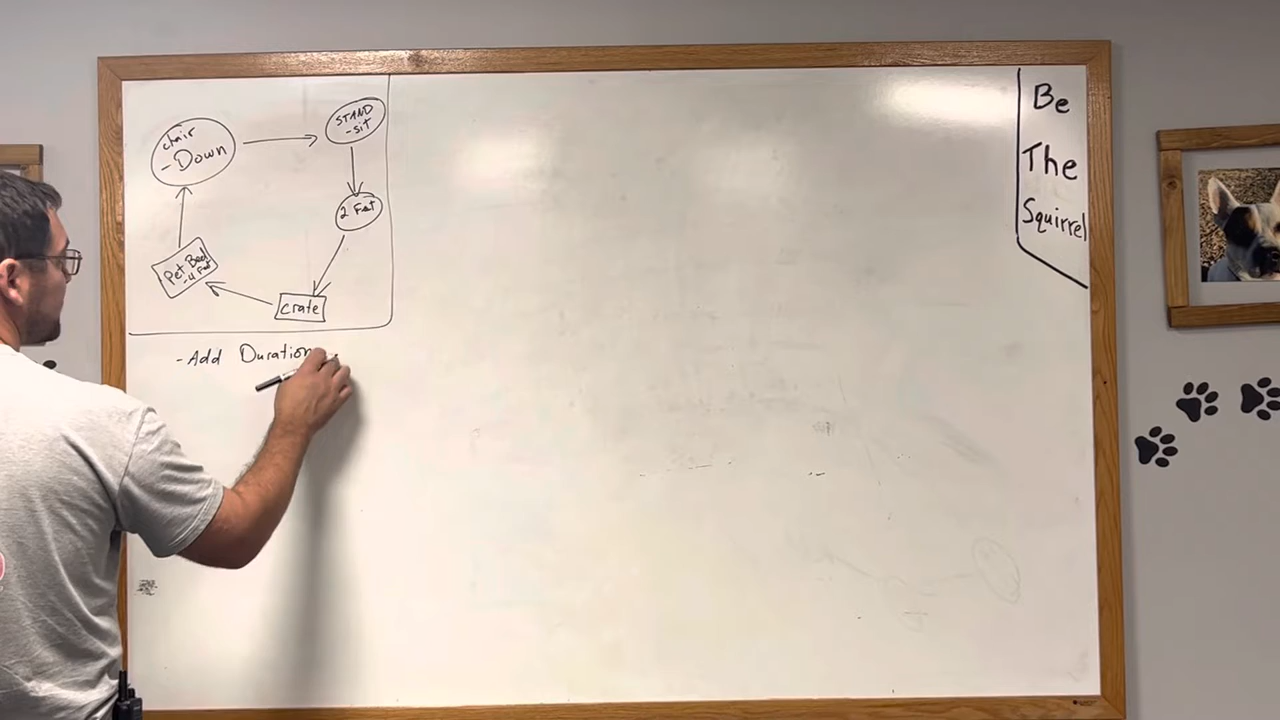 chair
-Down
STAND
-sit
2 Feet
crate
Pet Bed
-4 Feet
-Add Duration
Be
The
Squirrel